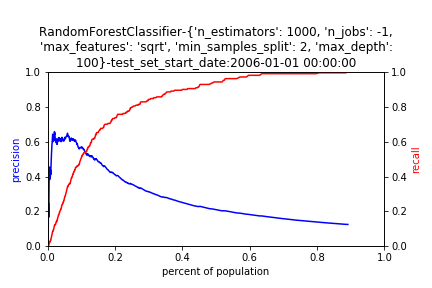 RandomForestClassifier-{'n_estimators': 1000, 'n_jobs': -1,
'max_features': 'sqrt', 'min_samples_split': 2, 'max_depth':
100}-test_set_start_date:2006-01-01 00:00:00
1.0 1.0
0.8 0.8
0.6 0.6
precision recall
0.4 0.4
0.2 0.2
0.0 0.0
0.0 0.2 0.4 0.6 0.8 1.0
percent of population